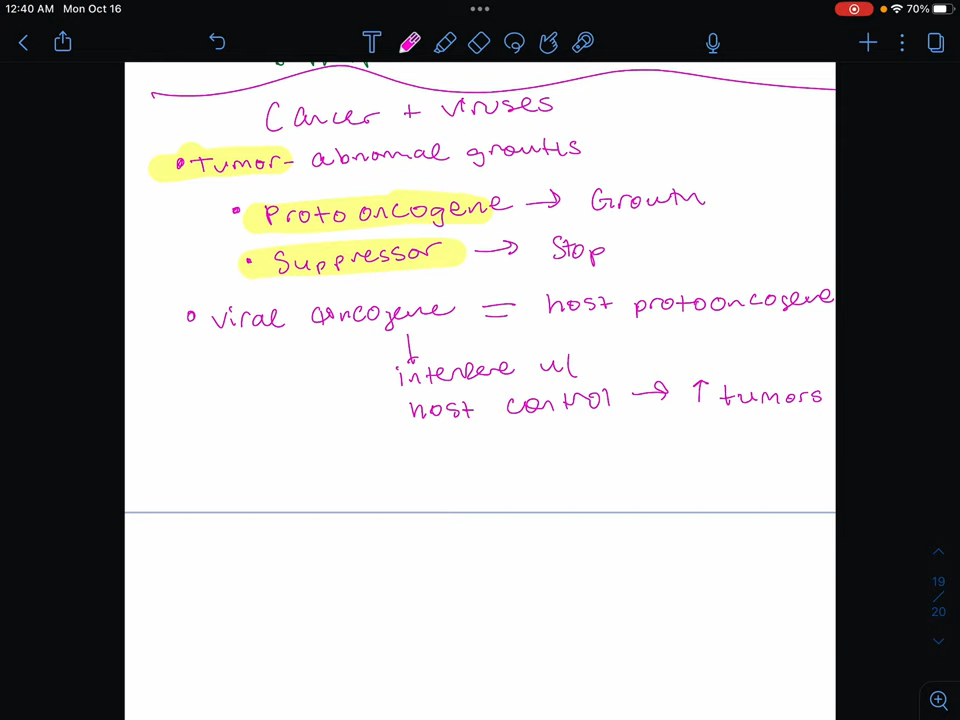 12:40 AM Mon Oct 16
70%
Cancer + viruses
• Tumor- abnomal growths
• Proto oncogene → Growth
• Suppressor → Stop
• viral oncogene = host protooncogene
↓
interfere w/
host control → ↑ tumors
19
/
20